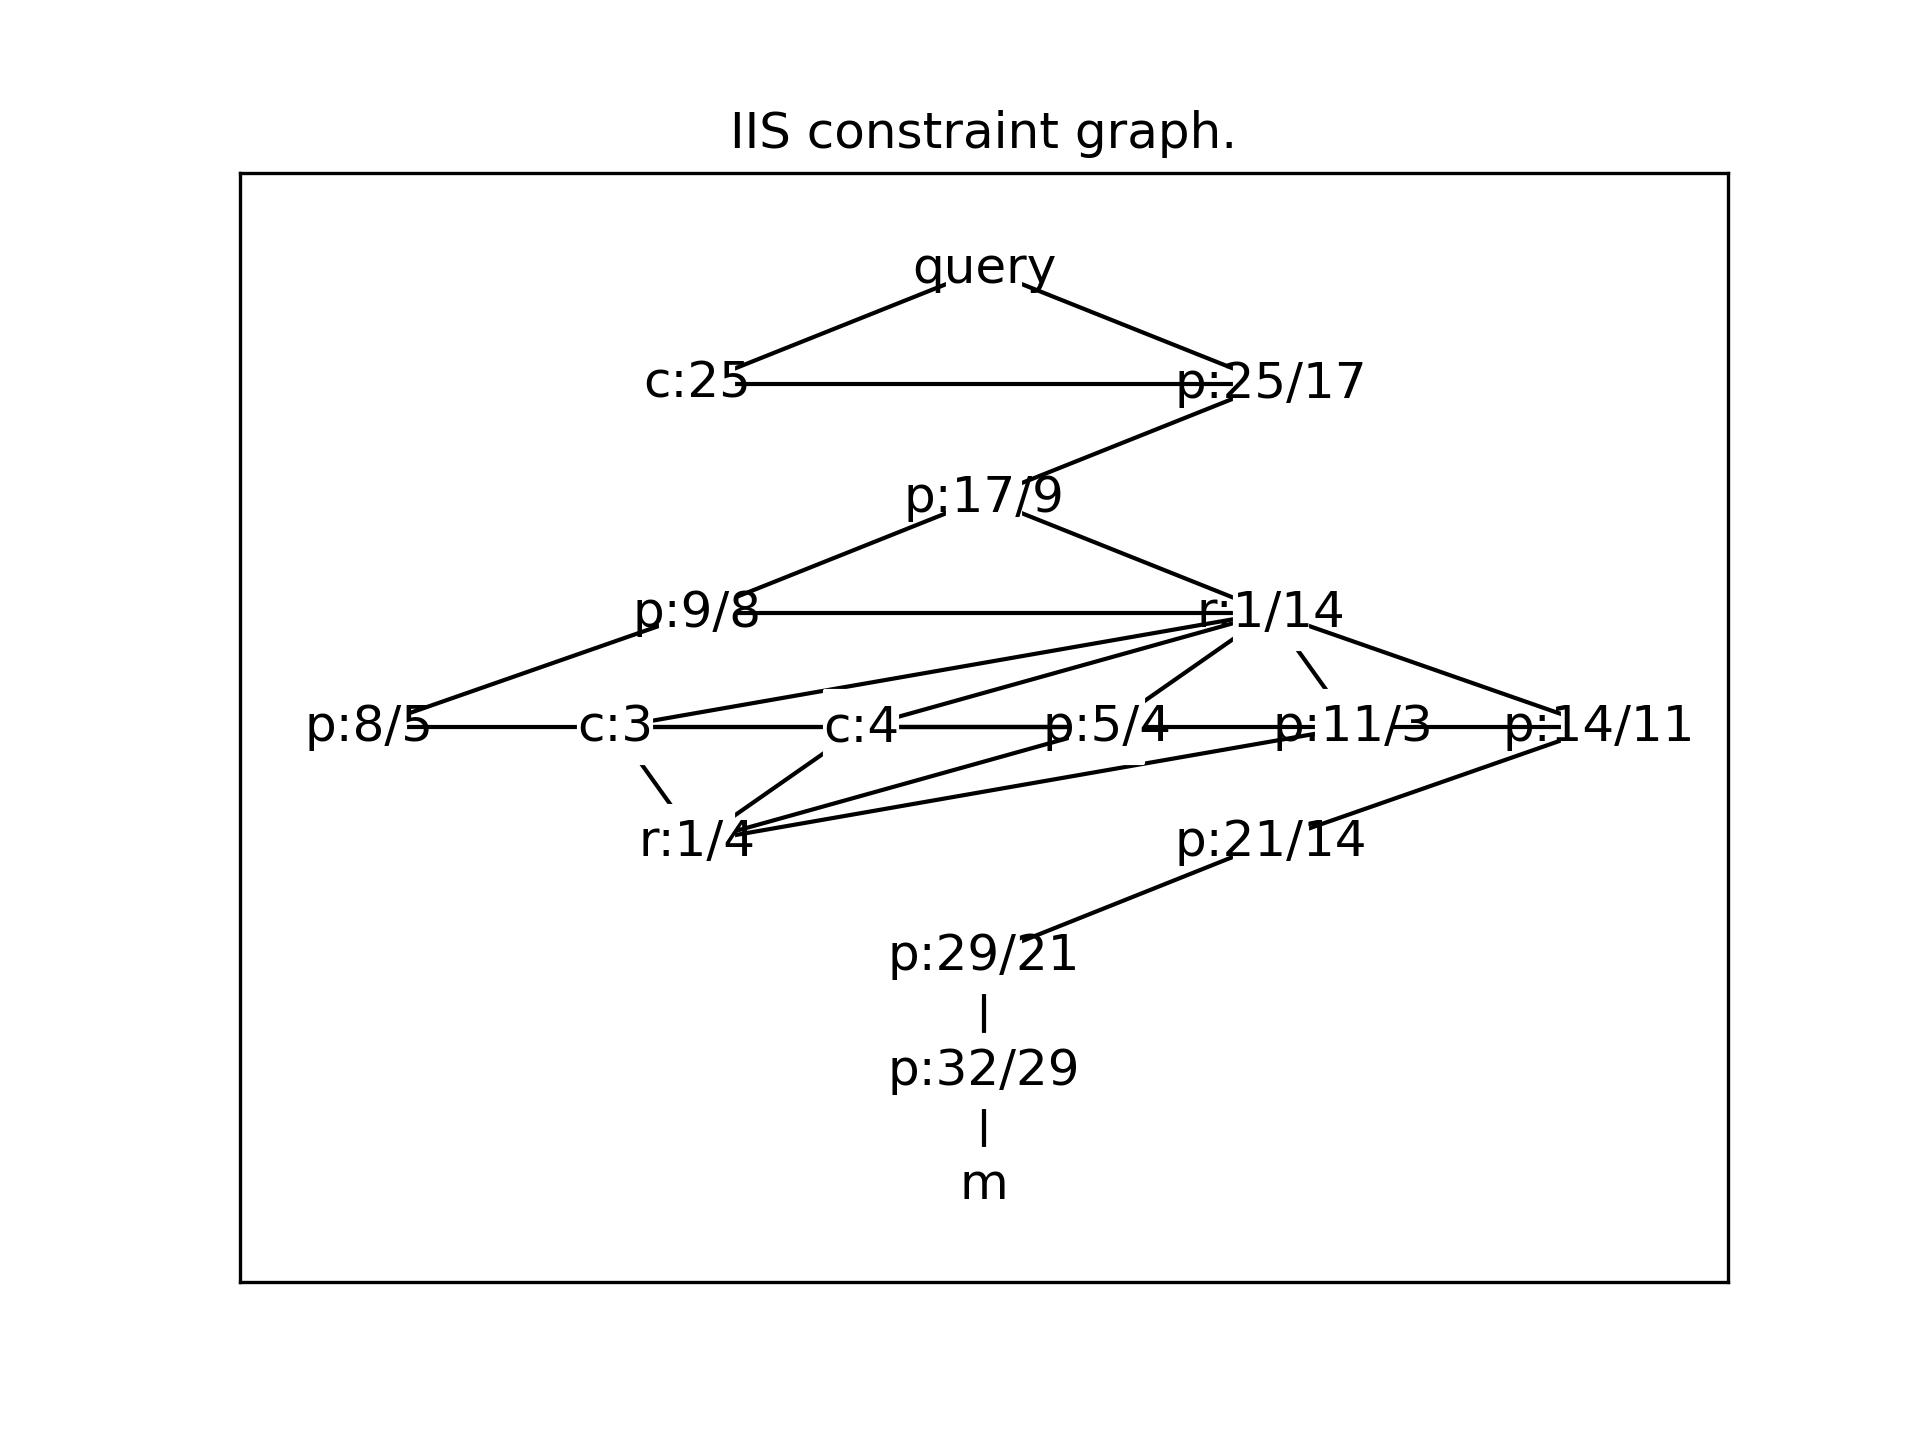 IIS constraint graph.
query
c:25 p:25/17
p:17/9
p:9/8 r:1/14
p:8/5 c:3 c:4 p:5/4 p:11/3 p:14/11
r:1/4 p:21/14
p:29/21
p:32/29
m